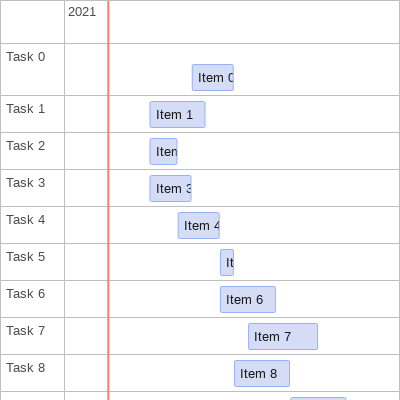 2021
Task 0
Item 0
Task 1
Item 1
Task 2
Iten
Task 3
Item 3
Task 4
Item 4
Task 5
It
Task 6
Item 6
Task 7
Item 7
Task 8
Item 8